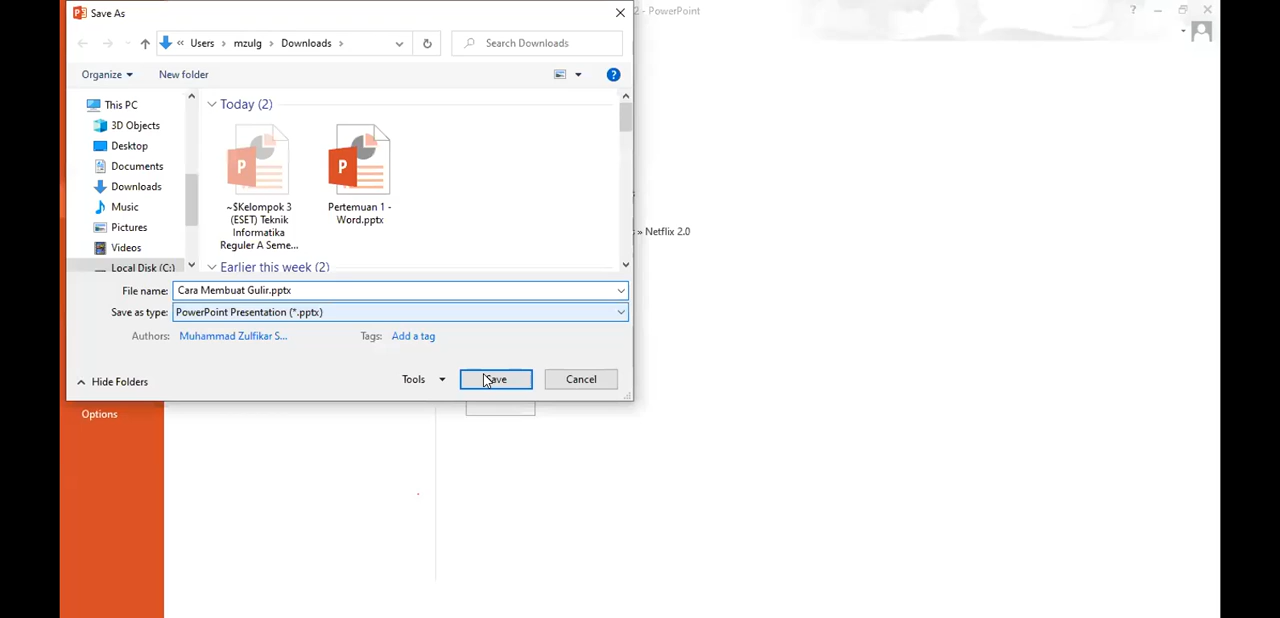 Save As
2 - PowerPoint
?
« Users > mzulg > Downloads >
Search Downloads
Organize
New folder
This PC
3D Objects
Desktop
Documents
Downloads
Music
Pictures
Videos
Local Disk (C:)
Today (2)
~$Kelompok 3
(ESET) Teknik
Informatika
Reguler A Seme...
Pertemuan 1 -
Word.pptx
Earlier this week (2)
» Netflix 2.0
File name: Cara Membuat Gulir.pptx
Save as type: PowerPoint Presentation (*.pptx)
Authors: Muhammad Zulfikar S...
Tags: Add a tag
Hide Folders
Tools
Save
Cancel
Options